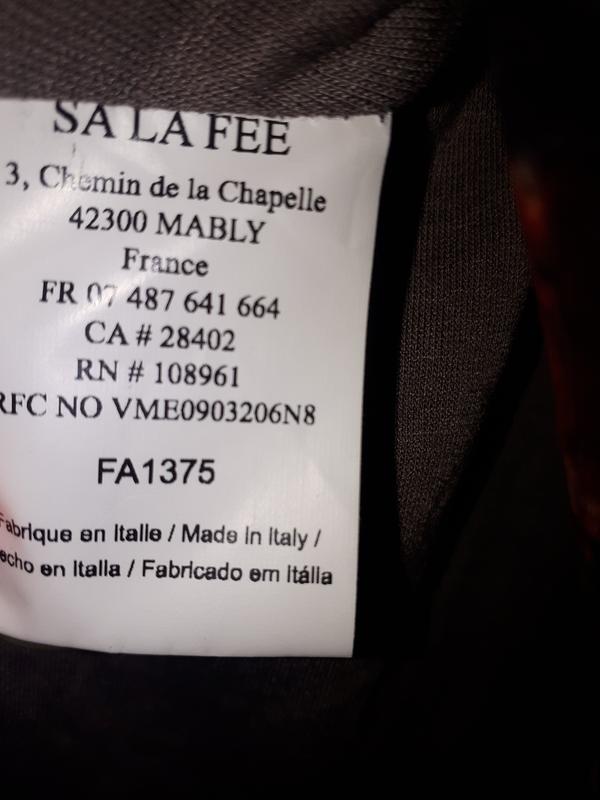 SA LA FEE
3, Chemin de la Chapelle
42300 MABLY
France
FR 07 487 641 664
CA # 28402
RN # 108961
RFC NO VME0903206N8
FA1375
Fabrique en Italie / Made in Italy /
echo en Italia / Fabricado em Itália